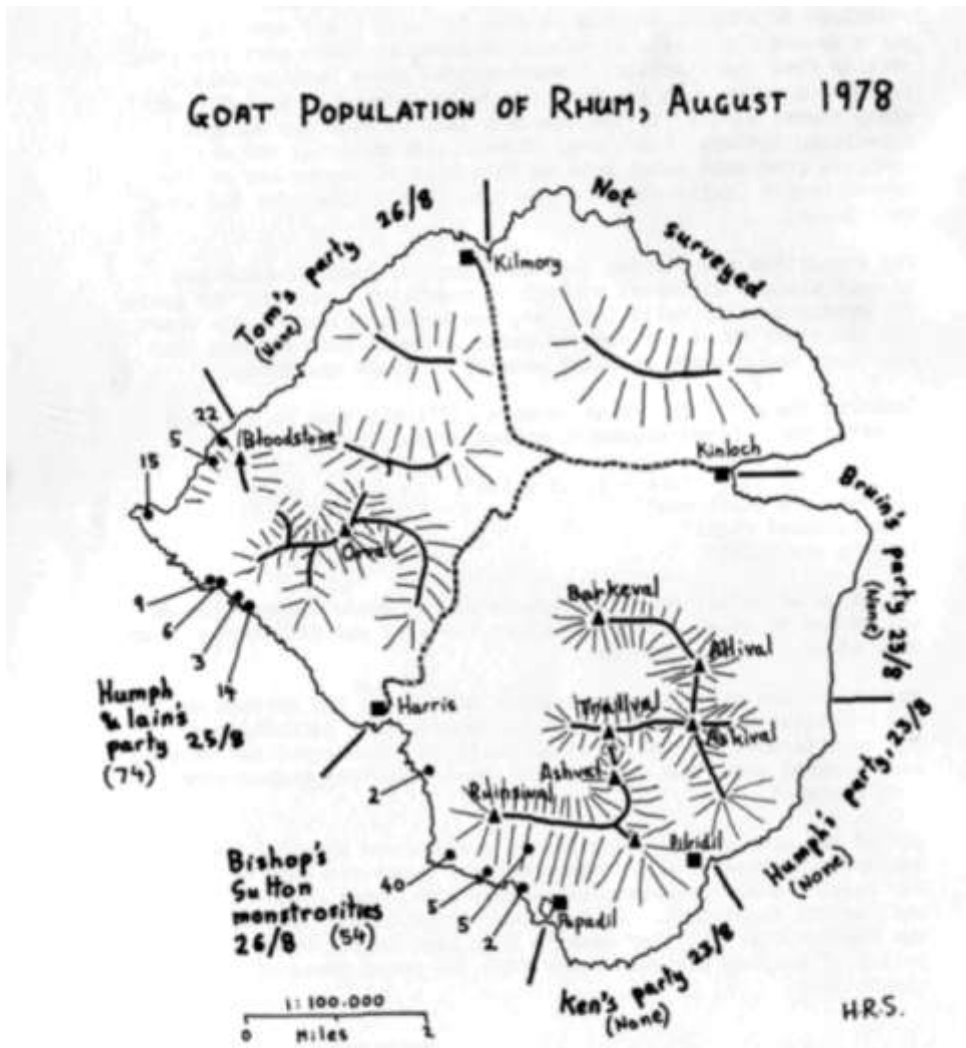 GOAT POPULATION OF RHUM, AUGUST 1978
Tom's party 26/8
(None)
Not surveyed
Kilmory
22
5
Bloodstone
15
Kinloch
Bruin's party 23/8
(None)
Orval
9
6
3
14
Barkeval
Allival
Humph
& Iain's
party 25/8
(74)
Harris
Trallval
Askival
Ashval
2
Ruinsival
Humph's party, 23/8
(None)
Dibidil
Bishop's
Sutton
monstrosities
26/8 (54)
40
5
5
2
Papadil
Ken's party 23/8
(None)
1:100.000
0 Miles 2
H.R.S.